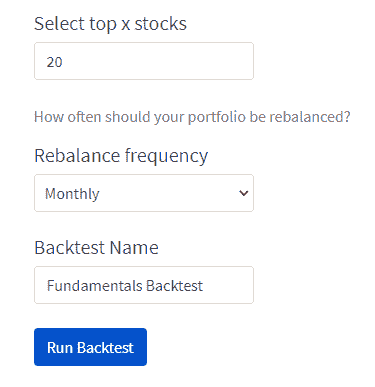 Select top x stocks
20
How often should your portfolio be rebalanced?
Rebalance frequency
Monthly
Backtest Name
Fundamentals Backtest
Run Backtest